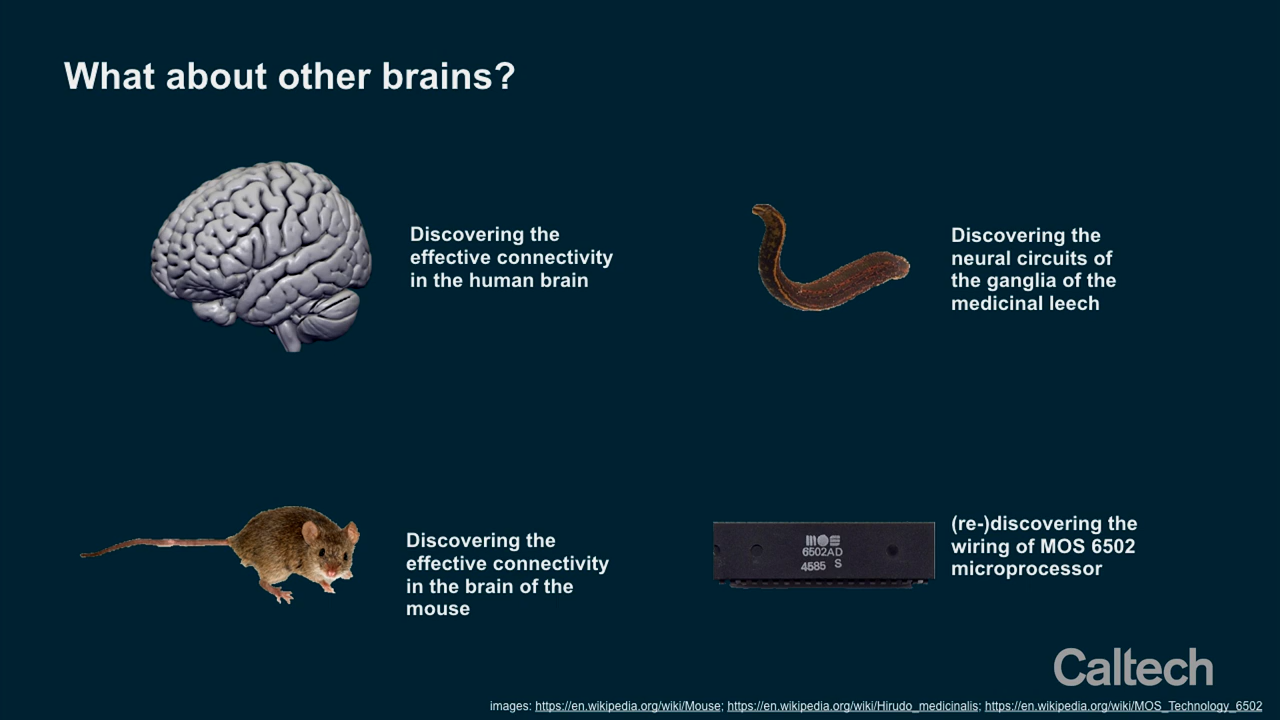 What about other brains?
Discovering the
effective connectivity
in the human brain
Discovering the
neural circuits of
the ganglia of the
medicinal leech
Discovering the
effective connectivity
in the brain of the
mouse
mos
6502AD
4585 S
(re-)discovering the
wiring of MOS 6502
microprocessor
Caltech
images: https://en.wikipedia.org/wiki/Mouse; https://en.wikipedia.org/wiki/Hirudo_medicinalis; https://en.wikipedia.org/wiki/MOS_Technology_6502